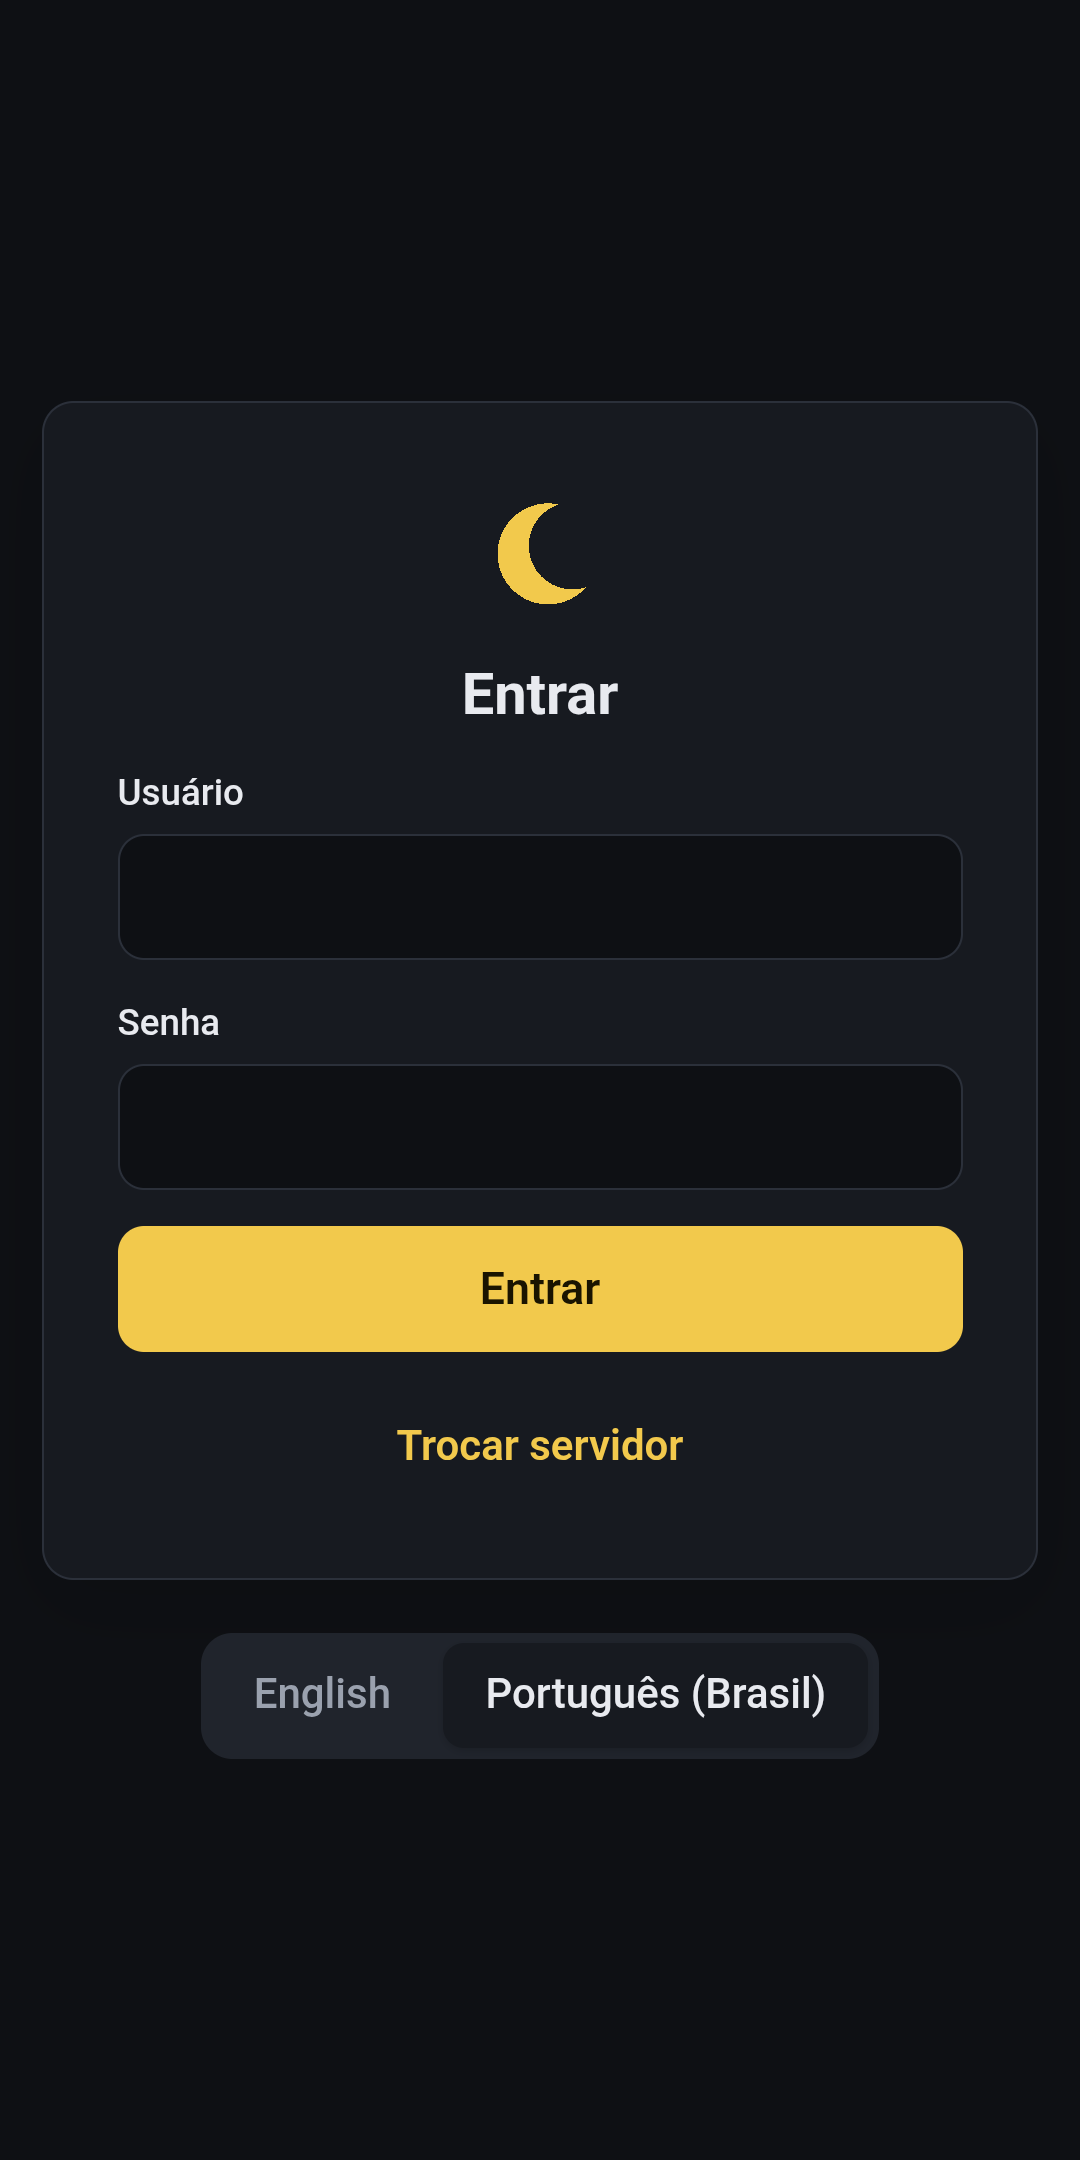 Entrar
Usuário
Senha
Entrar
Trocar servidor
English
Português (Brasil)